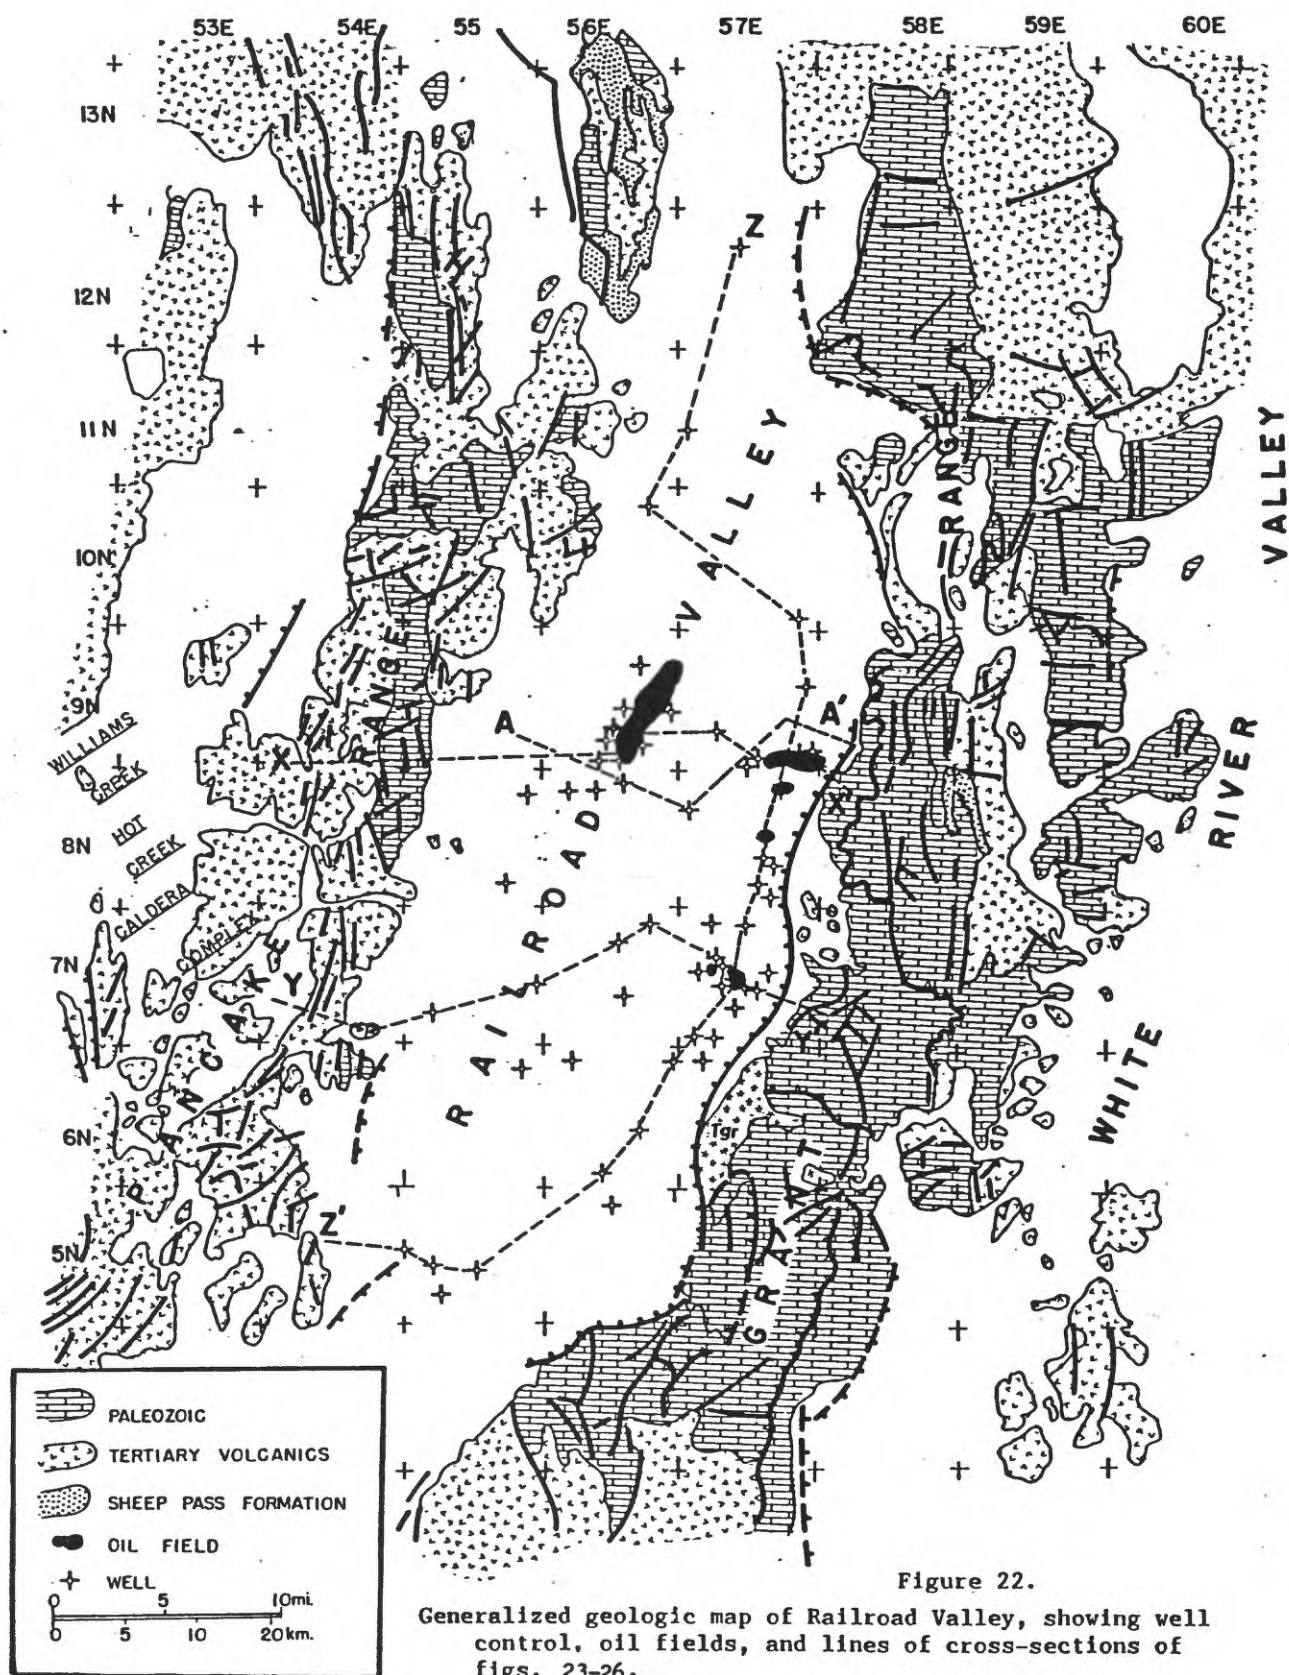 53E 54E 55 56E 57E 58E 59E 60E
13N
Z
12N
11N
VALLEY
RANGE
VALLEY
10N
RANGE
9N
A
A'
WILLIAMS
CREEK
X
X'
RIVER
HOT
8N
CREEK
RAILROAD
CALDERA
COMPLEX
7N
Y
Y'
PANCAKE
WHITE
6N
Tgr
GRANT
Z'
5N
PALEOZOIC
TERTIARY VOLCANICS
SHEEP PASS FORMATION
OIL FIELD
WELL
0 5 10mi.
0 5 10 20km.
Figure 22.
Generalized geologic map of Railroad Valley, showing well
control, oil fields, and lines of cross-sections of
figs. 23-26.